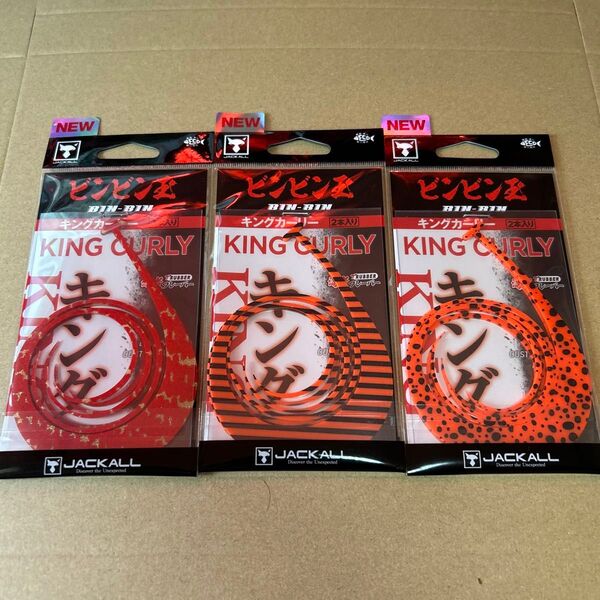 NEW
JACKALL
ビンビン玉
BIN-BIN
キングカーリー
KING CURLY
キング
RUBBER
JACKALL
Discover the Unexpected
NEW
JACKALL
ビンビン玉
BIN-BIN
キングカーリー 2本入り
KING CURLY
キング
RUBBER
JACKALL
Discover the Unexpected
NEW
JACKALL
ビンビン玉
BIN-BIN
キングカーリー 2本入り
KING CURLY
キング
RUBBER
JACKALL
Discover the Unexpected